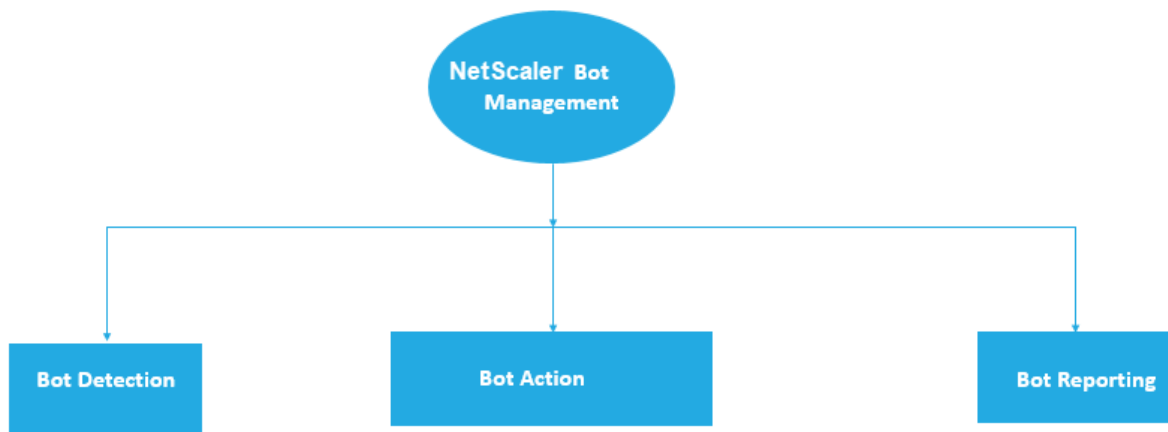 NetScaler Bot
Management
Bot Detection
Bot Action
Bot Reporting